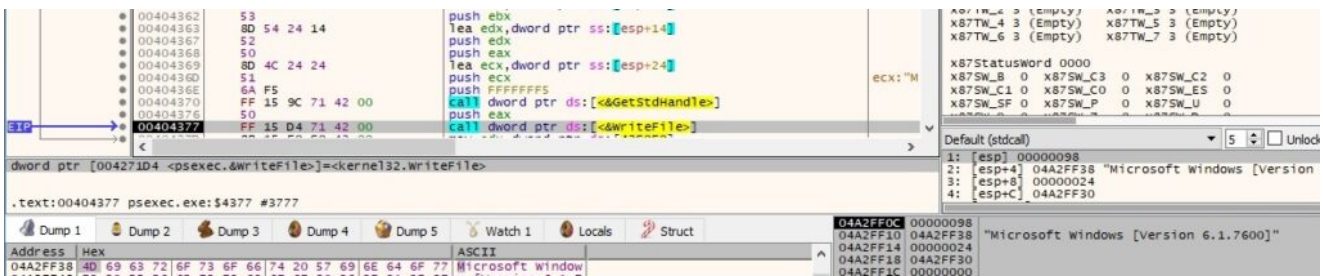 00404362 53 push ebx
00404363 8D 54 24 14 lea edx,dword ptr ss:[esp+14]
00404367 52 push edx
00404368 50 push eax
00404369 8D 4C 24 24 lea ecx,dword ptr ss:[esp+24]
0040436D 51 push ecx ecx:"M
0040436E 6A F5 push FFFFFFF5
00404370 FF 15 9C 71 42 00 call dword ptr ds:[<&GetStdHandle>]
00404376 50 push eax
EIP 00404377 FF 15 D4 71 42 00 call dword ptr ds:[<&WriteFile>]
dword ptr [004271D4 <psexec.&WriteFile>]=<kernel32.WriteFile>
.text:00404377 psexec.exe:$4377 #3777
x87TW_4 3 (Empty) x87TW_5 3 (Empty)
x87TW_6 3 (Empty) x87TW_7 3 (Empty)
x87StatusWord 0000
x87SW_B 0 x87SW_C3 0 x87SW_C2 0
x87SW_C1 0 x87SW_C0 0 x87SW_ES 0
x87SW_SF 0 x87SW_P 0 x87SW_U 0
Default (stdcall) 5 Unlock
1: [esp] 00000098
2: [esp+4] 04A2FF38 "Microsoft Windows [Version
3: [esp+8] 00000024
4: [esp+C] 04A2FF30
Dump 1 Dump 2 Dump 3 Dump 4 Dump 5 Watch 1 Locals Struct
Address Hex ASCII
04A2FF38 4D 69 63 72 6F 73 6F 66 74 20 57 69 6E 64 6F 77 Microsoft Window
04A2FF0C 00000098
04A2FF10 04A2FF38 "Microsoft Windows [Version 6.1.7600]"
04A2FF14 00000024
04A2FF18 04A2FF30
04A2FF1C 00000000